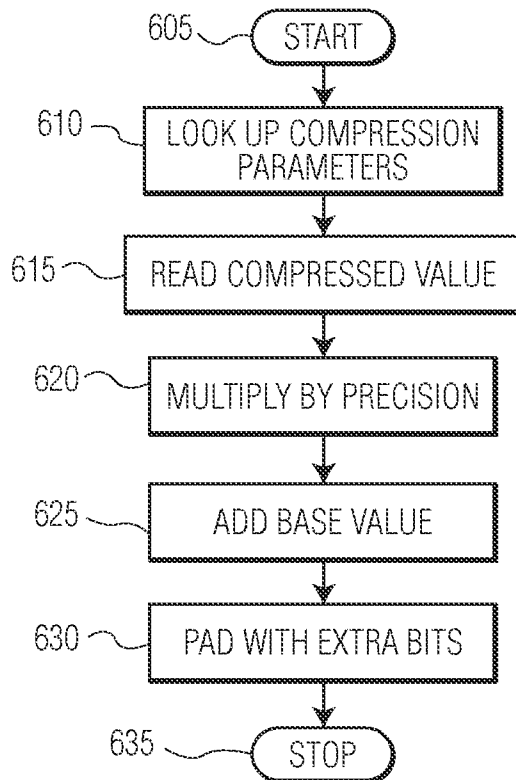 605
START
610
LOOK UP COMPRESSION
PARAMETERS
615
READ COMPRESSED VALUE
620
MULTIPLY BY PRECISION
625
ADD BASE VALUE
630
PAD WITH EXTRA BITS
635
STOP